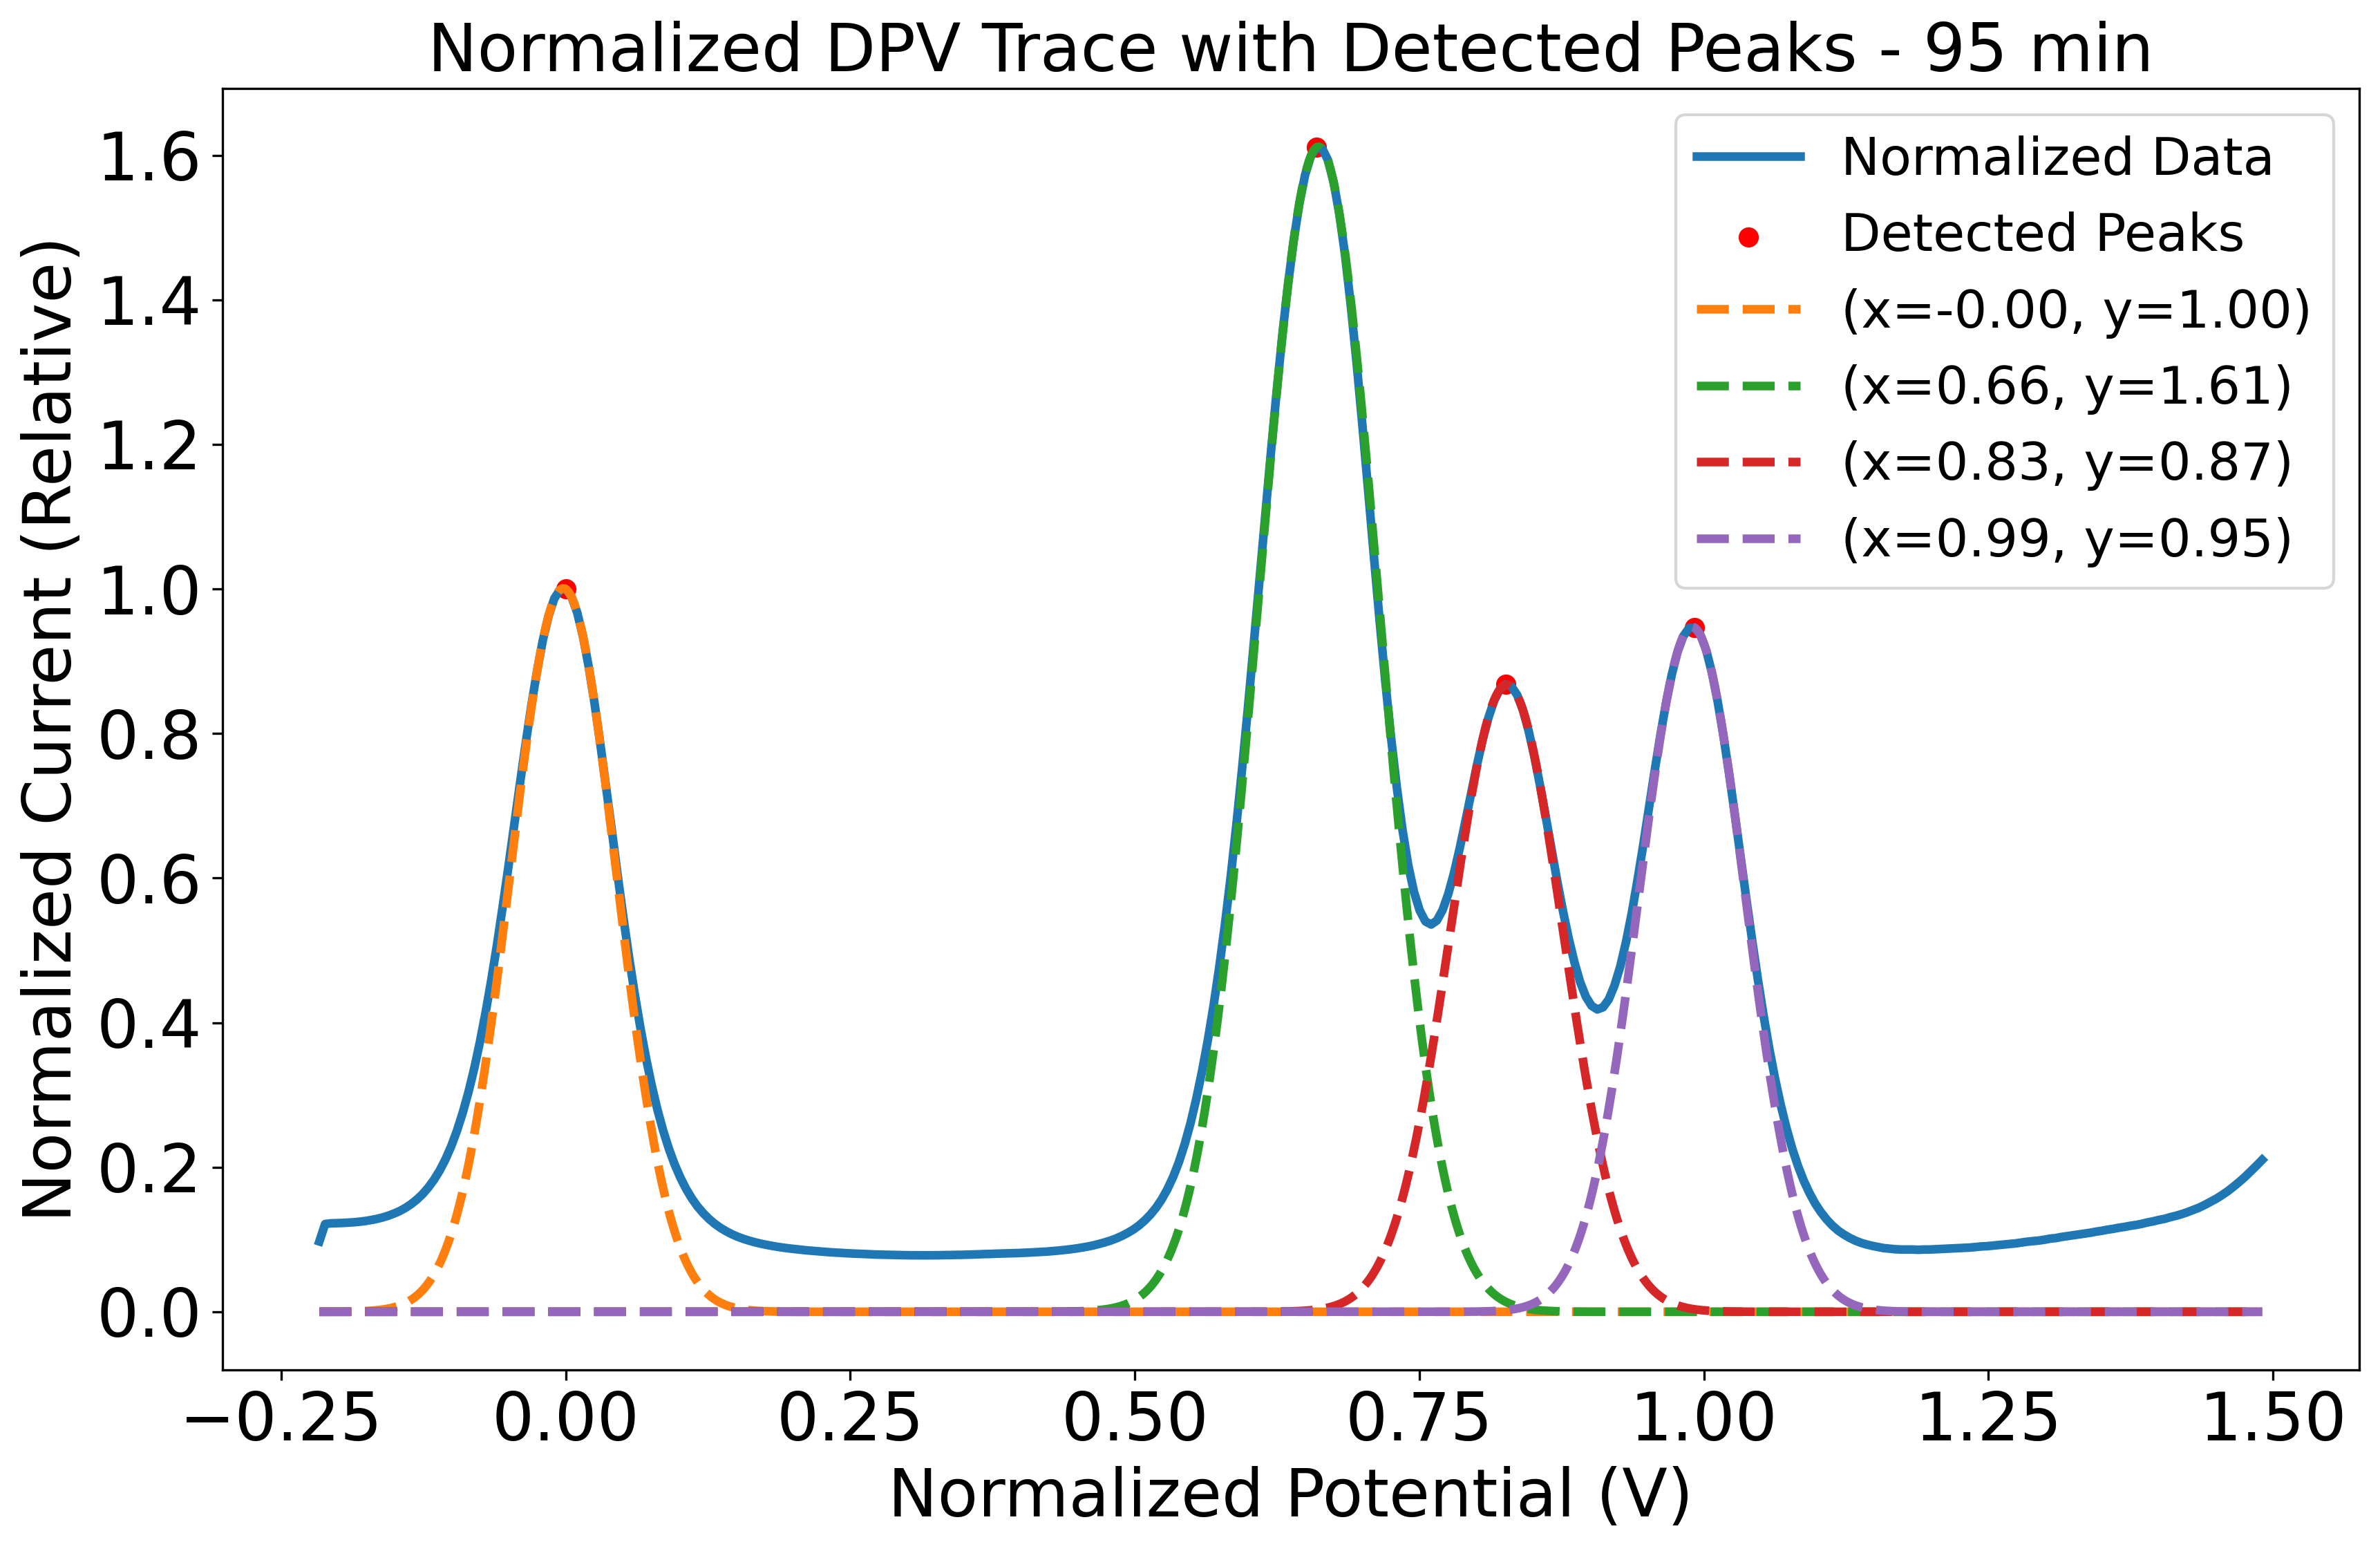 Normalized DPV Trace with Detected Peaks - 95 min
Normalized Current (Relative)
1.6
1.4
1.2
1.0
0.8
0.6
0.4
0.2
0.0
Normalized Data
Detected Peaks
(x=-0.00, y=1.00)
(x=0.66, y=1.61)
(x=0.83, y=0.87)
(x=0.99, y=0.95)
−0.25 0.00 0.25 0.50 0.75 1.00 1.25 1.50
Normalized Potential (V)